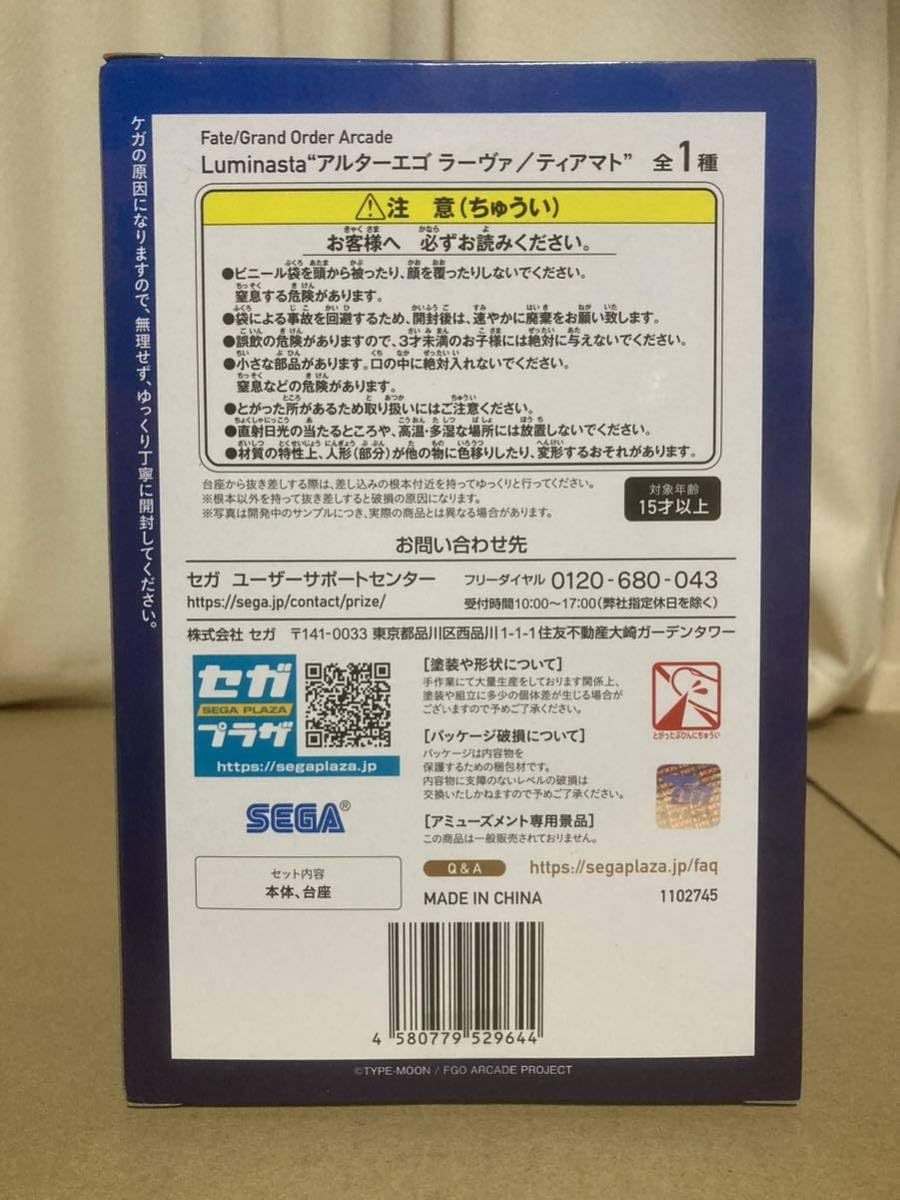 Fate/Grand Order Arcade
Luminasta“アルターエゴ ラーヴァ／ティアマト” 全1種
⚠注 意（ちゅうい）
お客様へ 必ずお読みください。
●ビニール袋を頭から被ったり、顔を覆ったりしないでください。
窒息する危険があります。
●袋による事故を回避するため、開封後は、速やかに廃棄をお願い致します。
●誤飲の危険がありますので、3才未満のお子様には絶対に与えないでください。
●小さな部品があります。口の中に絶対入れないでください。
窒息などの危険があります。
●とがった所があるため取り扱いにはご注意ください。
●直射日光の当たるところや、高温・多湿な場所には放置しないでください。
●材質の特性上、人形（部分）が他の物に色移りしたり、変形するおそれがあります。
台座から抜き差しする際は、差し込みの根本付近を持ってゆっくりと行ってください。
※根本以外を持って抜き差しすると破損の原因になります。
※写真は開発中のサンプルにつき、実際の商品とは異なる場合があります。
対象年齢
15才以上
お問い合わせ先
セガ ユーザーサポートセンター フリーダイヤル 0120-680-043
https://sega.jp/contact/prize/ 受付時間10:00〜17:00（弊社指定休日を除く）
株式会社 セガ 〒141-0033 東京都品川区西品川1-1-1住友不動産大崎ガーデンタワー
セガ
SEGA PLAZA
プラザ
https://segaplaza.jp
SEGA®
セット内容
本体、台座
［塗装や形状について］
手作業にて大量生産をしております関係上、
塗装や組立に多少の個体差が生じる場合が
ございますので予めご了承ください。
［パッケージ破損について］
パッケージは内容物を
保護するための梱包材です。
内容物に支障のないレベルの破損は
交換いたしかねますので予めご了承ください。
［アミューズメント専用景品］
この商品は一般販売されておりません。
とがったぶひんにちゅうい
Q&A https://segaplaza.jp/faq
MADE IN CHINA 1102745
4 580779 529644
©TYPE-MOON / FGO ARCADE PROJECT
ケガの原因になりますので、無理せず、ゆっくり丁寧に開封してください。